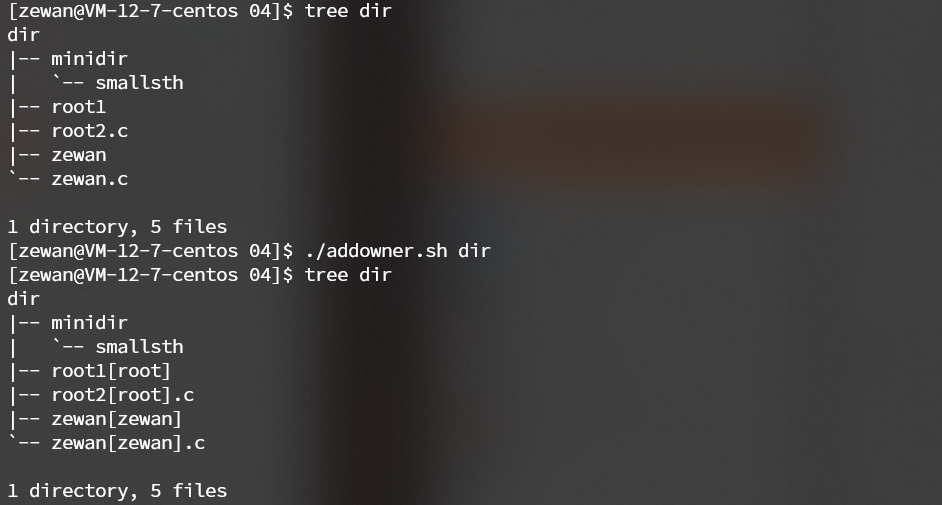 [zewan@VM-12-7-centos 04]$ tree dir
dir
|-- minidir
|   `-- smallsth
|-- root1
|-- root2.c
|-- zewan
`-- zewan.c

1 directory, 5 files
[zewan@VM-12-7-centos 04]$ ./addowner.sh dir
[zewan@VM-12-7-centos 04]$ tree dir
dir
|-- minidir
|   `-- smallsth
|-- root1[root]
|-- root2[root].c
|-- zewan[zewan]
`-- zewan[zewan].c

1 directory, 5 files